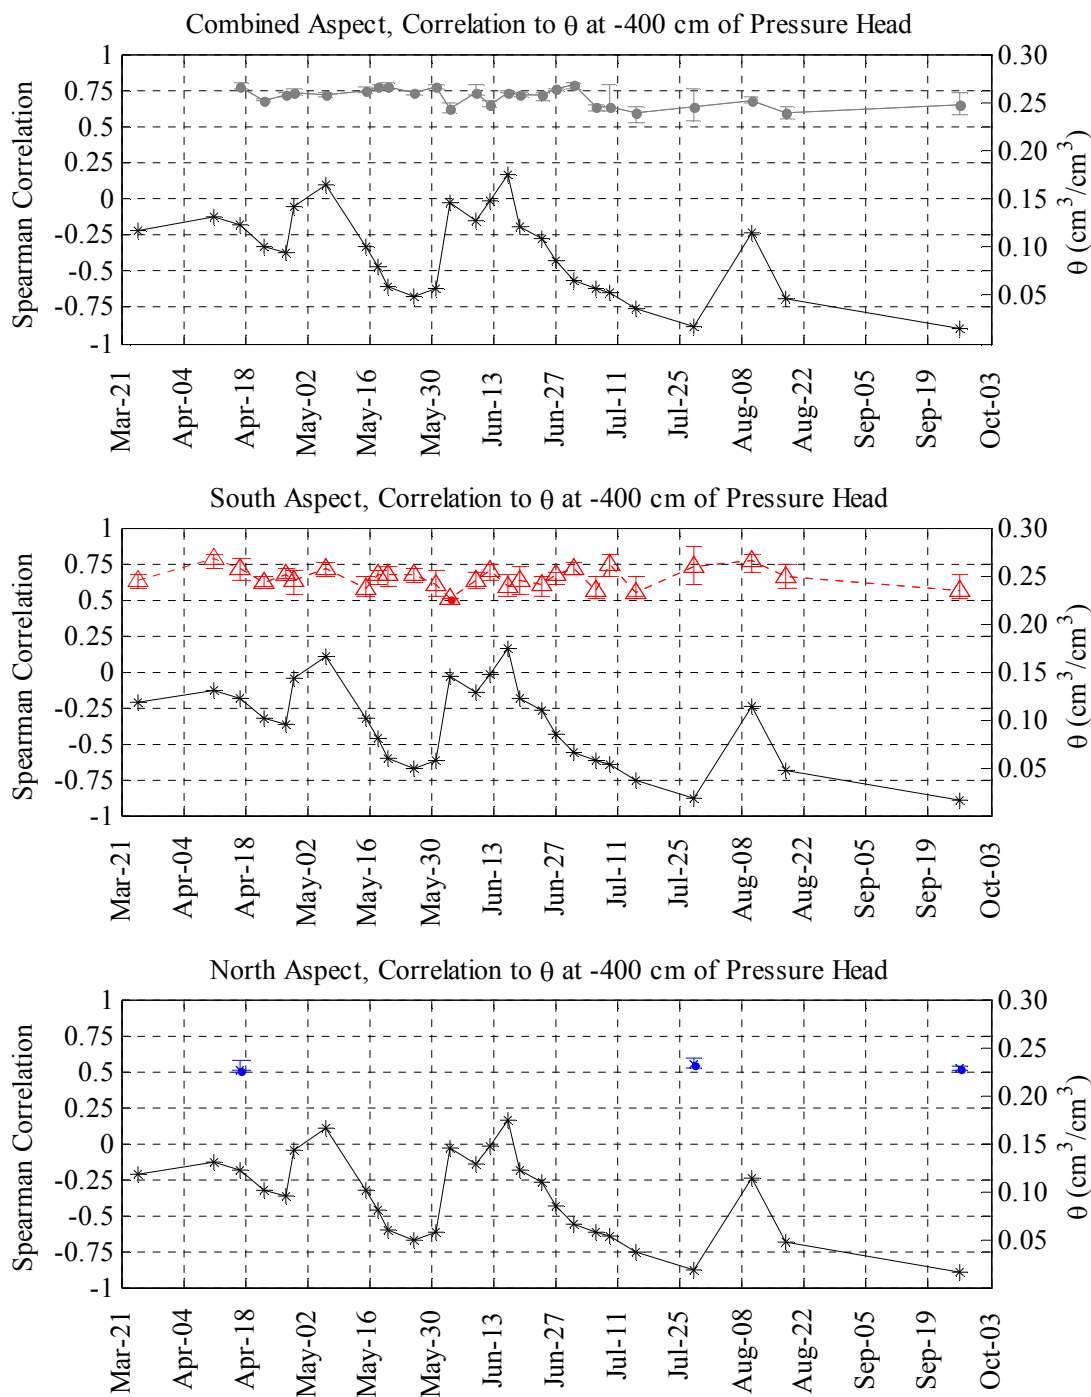 Combined Aspect, Correlation to θ at -400 cm of Pressure Head
1
0.75
0.5
0.25
0
-0.25
-0.5
-0.75
-1
Spearman Correlation
0.30
0.25
0.20
0.15
0.10
0.05
θ (cm³/cm³)
Mar-21
Apr-04
Apr-18
May-02
May-16
May-30
Jun-13
Jun-27
Jul-11
Jul-25
Aug-08
Aug-22
Sep-05
Sep-19
Oct-03
South Aspect, Correlation to θ at -400 cm of Pressure Head
1
0.75
0.5
0.25
0
-0.25
-0.5
-0.75
-1
Spearman Correlation
0.30
0.25
0.20
0.15
0.10
0.05
θ (cm³/cm³)
Mar-21
Apr-04
Apr-18
May-02
May-16
May-30
Jun-13
Jun-27
Jul-11
Jul-25
Aug-08
Aug-22
Sep-05
Sep-19
Oct-03
North Aspect, Correlation to θ at -400 cm of Pressure Head
1
0.75
0.5
0.25
0
-0.25
-0.5
-0.75
-1
Spearman Correlation
0.30
0.25
0.20
0.15
0.10
0.05
θ (cm³/cm³)
Mar-21
Apr-04
Apr-18
May-02
May-16
May-30
Jun-13
Jun-27
Jul-11
Jul-25
Aug-08
Aug-22
Sep-05
Sep-19
Oct-03